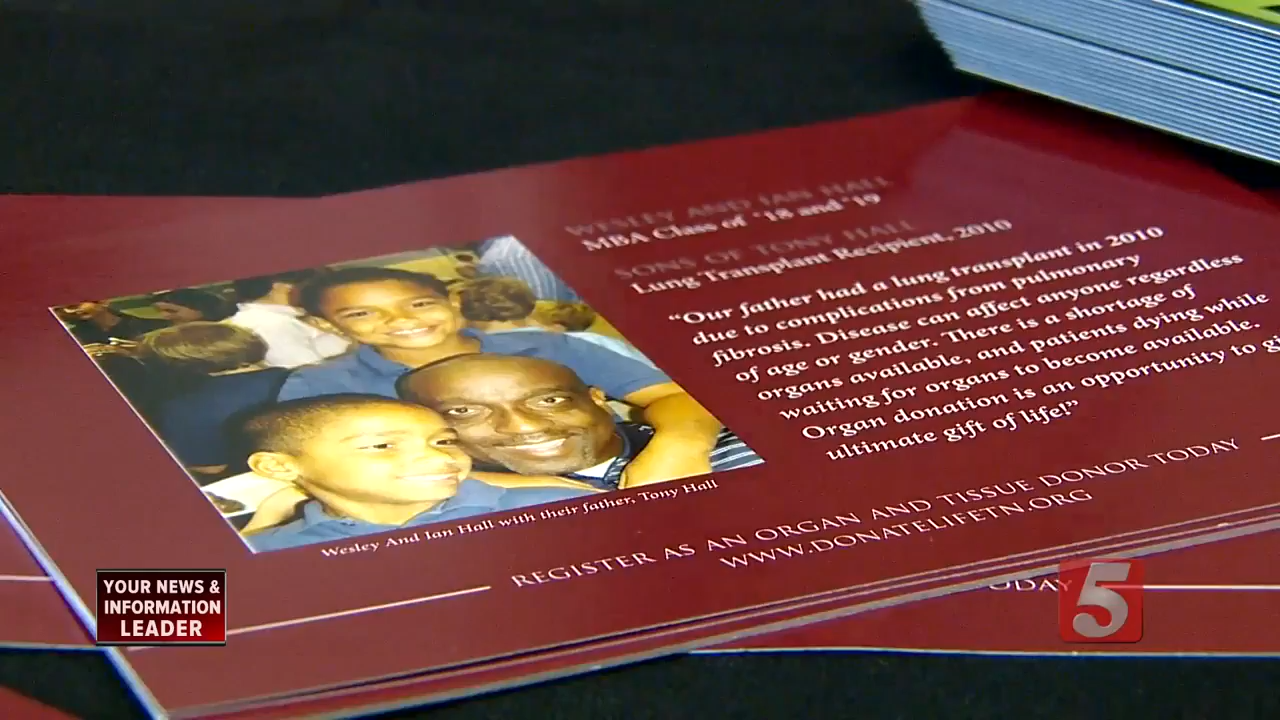 WESLEY AND IAN HALL
MBA Class of '18 and '19
SONS OF TONY HALL
Lung Transplant Recipient, 2010
"Our father had a lung transplant in 2010
due to complications from pulmonary
fibrosis. Disease can affect anyone regardless
of age or gender. There is a shortage of
organs available, and patients dying while
waiting for organs to become available.
Organ donation is an opportunity to gi
ultimate gift of life!"
Wesley And Ian Hall with their father, Tony Hall
REGISTER AS AN ORGAN AND TISSUE DONOR TODAY
WWW.DONATELIFETN.ORG
TODAY
YOUR NEWS &
INFORMATION
LEADER
5